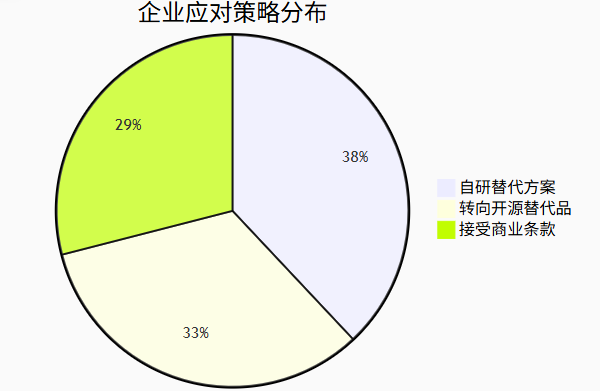 企业应对策略分布
29%
38%
33%
自研替代方案
转向开源替代品
接受商业条款